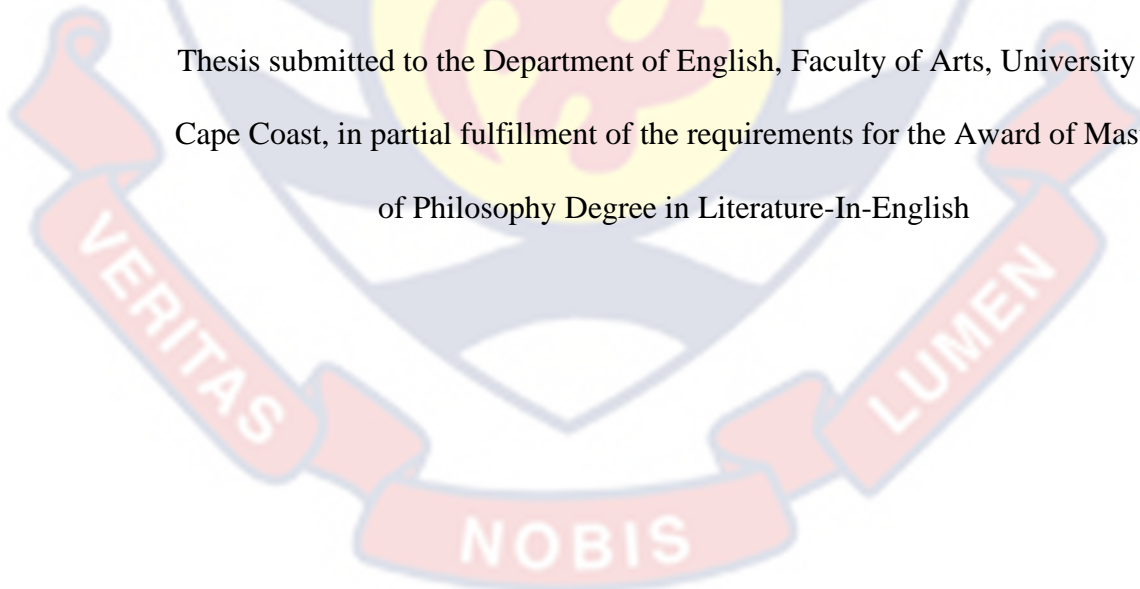 Thesis submitted to the Department of English, Faculty of Arts, University
Cape Coast, in partial fulfillment of the requirements for the Award of
of Philosophy Degree in Literature-In-English
VERITAS
NOBIS
LUMEN